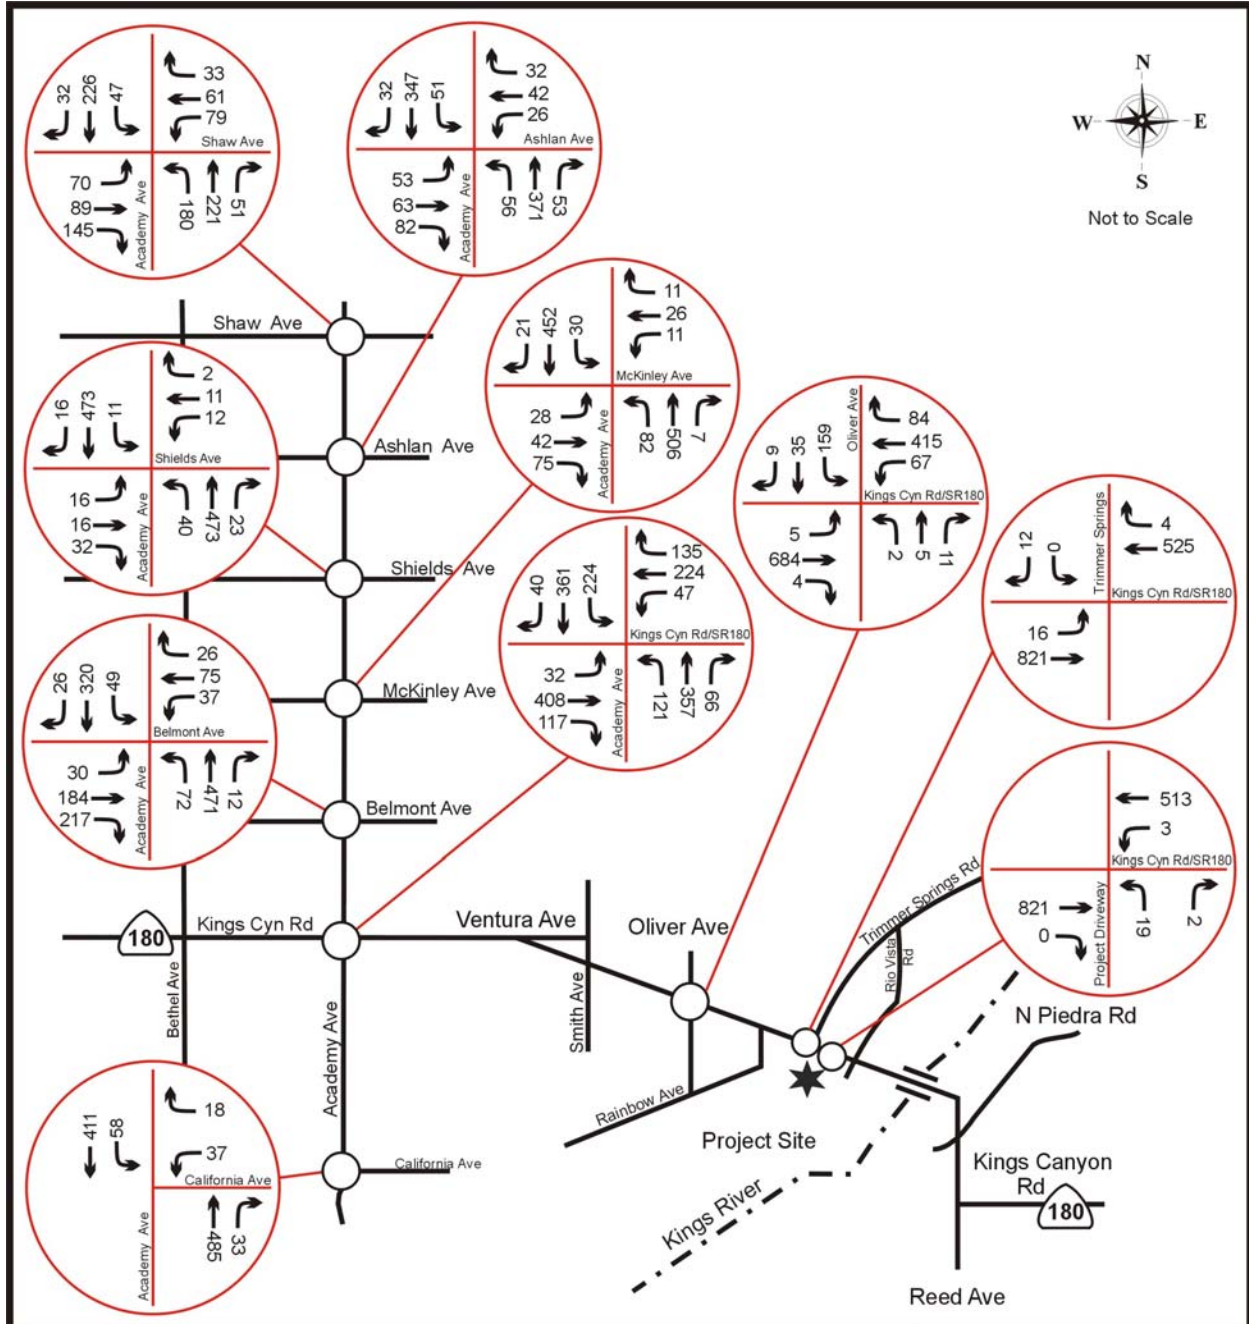 32
226
47
33
61
79
Shaw Ave
70
89
145
Academy Ave
180
221
51
32
347
51
32
42
26
Ashlan Ave
53
63
82
Academy Ave
56
371
53
N
W
E
S
Not to Scale
Shaw Ave
16
473
11
2
11
12
Shields Ave
16
16
32
Academy Ave
40
473
23
21
452
30
11
26
11
McKinley Ave
28
42
75
Academy Ave
82
506
7
9
35
159
Oliver Ave
84
415
67
Kings Cyn Rd/SR180
5
684
4
2
5
11
12
0
Trimmer Springs
4
525
Kings Cyn Rd/SR180
16
821
Ashlan Ave
Shields Ave
40
361
224
135
224
47
Kings Cyn Rd/SR180
32
408
117
Academy Ave
121
357
66
26
320
49
26
75
37
Belmont Ave
30
184
217
Academy Ave
72
471
12
McKinley Ave
Belmont Ave
513
3
Kings Cyn Rd/SR180
821
0
Project Driveway
19
2
180
Kings Cyn Rd
Ventura Ave
Oliver Ave
Trimmer Springs Rd
Rio Vista
Rd
Bethel Ave
Academy Ave
Smith Ave
N Piedra Rd
Rainbow Ave
Project Site
411
58
18
37
California Ave
Academy Ave
485
33
California Ave
Kings River
Kings Canyon
Rd
180
Reed Ave